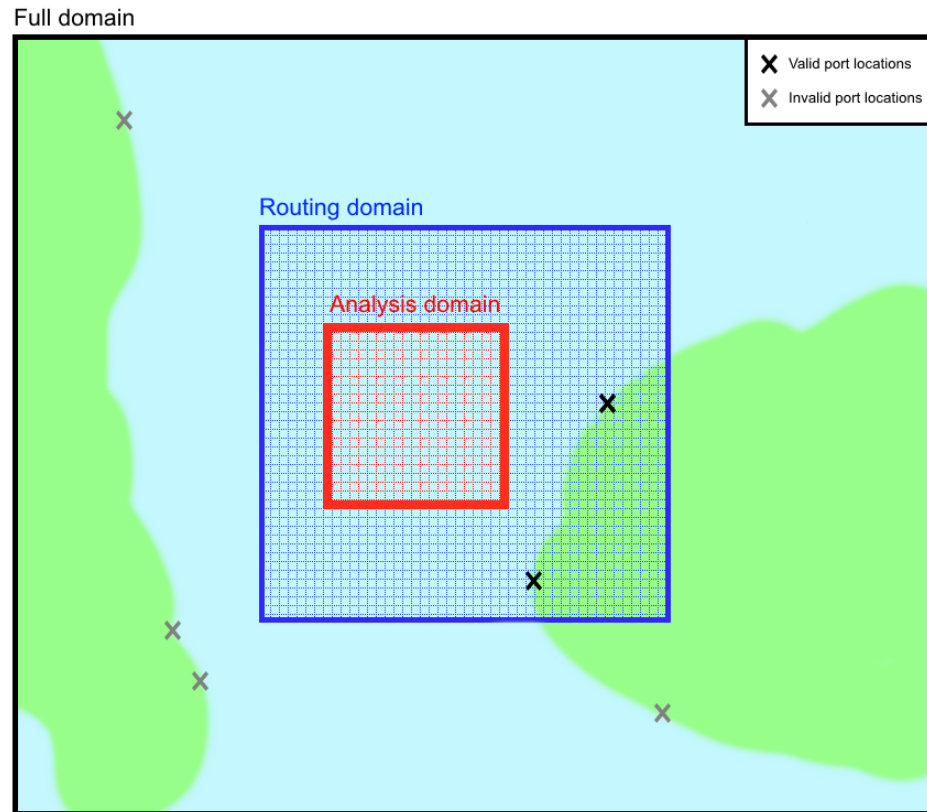 Full domain
Valid port locations
Invalid port locations
Routing domain
Analysis domain